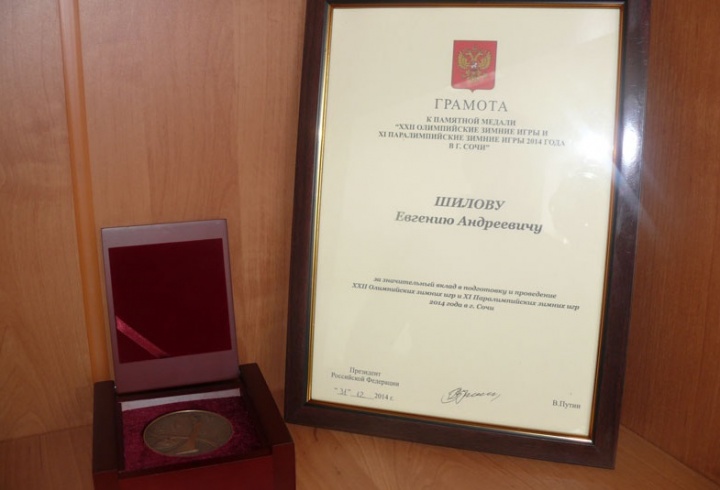 ГРАМОТА
К ПАМЯТНОЙ МЕДАЛИ
"XXII ОЛИМПИЙСКИЕ ЗИМНИЕ ИГРЫ И
XI ПАРАЛИМПИЙСКИЕ ЗИМНИЕ ИГРЫ 2014 ГОДА
В Г. СОЧИ"
ШИЛОВУ
Евгению Андреевичу
за значительный вклад в подготовку и проведение
XXII Олимпийских зимних игр и XI Паралимпийских зимних игр
2014 года в г. Сочи
Президент
Российской Федерации
2014 г.
В.Путин